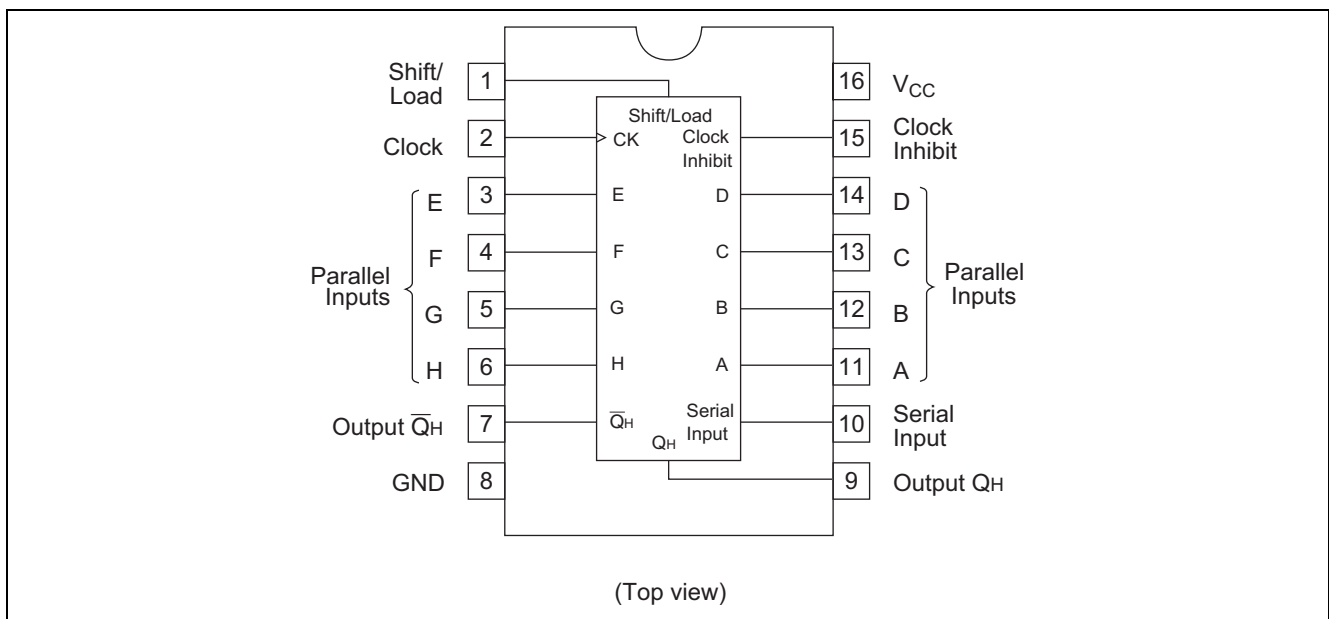 Shift/
Load
1
16
VCC
Shift/Load
Clock
2
CK
Clock
Inhibit
15
Clock
Inhibit
E
3
E
D
14
D
F
4
F
C
13
C
Parallel
Inputs
Parallel
Inputs
G
5
G
B
12
B
H
6
H
A
11
A
Output Q̅H
7
Q̅H
Serial
Input
10
Serial
Input
QH
GND
8
9
Output QH
(Top view)